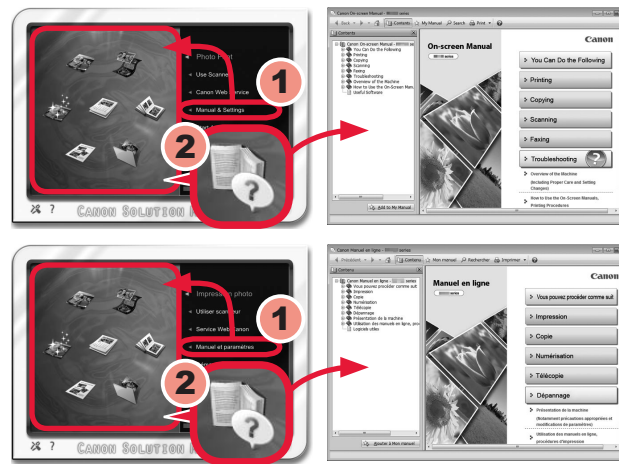 Photo Print
Use Scanner
Canon Web Service
Manual & Settings
1
2
?
?
CANON SOLUTION
Canon On-screen Manual - series
Back
Contents
My Manual
Search
Print
Contents
Canon On-screen Manual - se
You Can Do the Following
Printing
Copying
Scanning
Faxing
Troubleshooting
Overview of the Machine
How to Use the On-Screen Man
Useful Software
Add to My Manual
On-screen Manual
series
Canon
You Can Do the Following
Printing
Copying
Scanning
Faxing
Troubleshooting
?
Overview of the Machine
(Including Proper Care and Setting
Changes)
How to Use the On-Screen Manuals,
Printing Procedures
Impression photo
Utiliser scanneur
Service Web Canon
Manuel et paramètres
1
2
?
?
CANON SOLUTION
Canon Manuel en ligne - series
Précédent
Contenu
Mon manuel
Rechercher
Imprimer
Contenu
Canon Manuel en ligne - series
Vous pouvez procéder comme suit
Impression
Copie
Numérisation
Télécopie
Dépannage
Présentation de la machine
Utilisation des manuels en ligne, proc
Logiciels utiles
Ajouter à Mon manuel
Manuel en ligne
series
Canon
Vous pouvez procéder comme suit
Impression
Copie
Numérisation
Télécopie
Dépannage
Présentation de la machine
(Notamment précautions appropriées et
modifications de paramètres)
Utilisation des manuels en ligne,
procédures d'impression